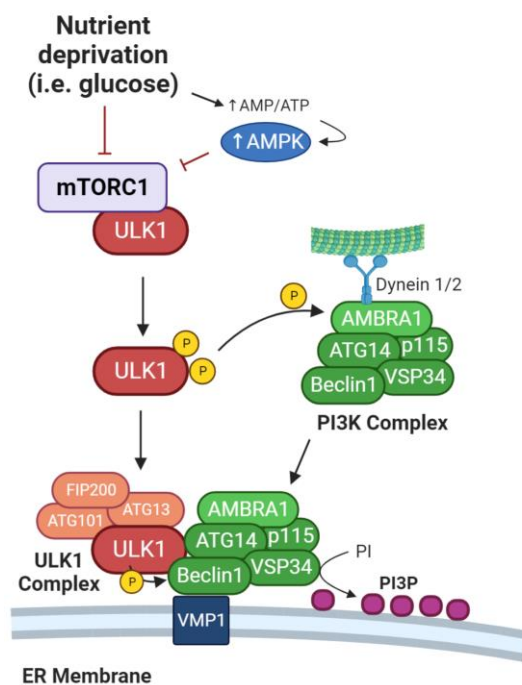 Nutrient
deprivation
(i.e. glucose)
↑AMP/ATP
↑AMPK
mTORC1
ULK1
Dynein 1/2
P
AMBRA1
ATG14
p115
Beclin1
VSP34
PI3K Complex
P
P
ULK1
FIP200
ATG13
ATG101
ULK1
ULK1
Complex
P
AMBRA1
ATG14
p115
Beclin1
VSP34
PI
PI3P
VMP1
ER Membrane